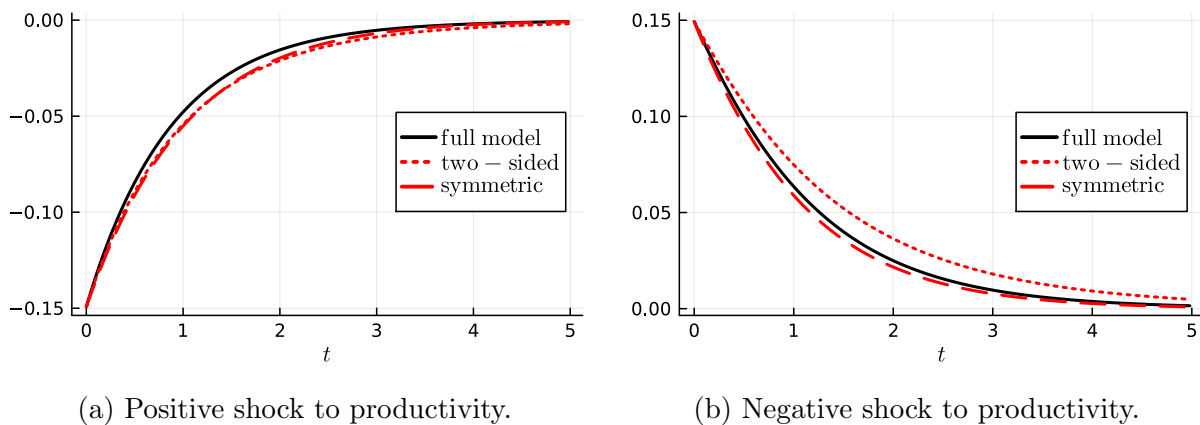 0.00
−0.05
−0.10
−0.15
0 1 2 3 4 5
t
full model
two − sided
symmetric
(a) Positive shock to productivity.
0.15
0.10
0.05
0.00
0 1 2 3 4 5
t
full model
two − sided
symmetric
(b) Negative shock to productivity.